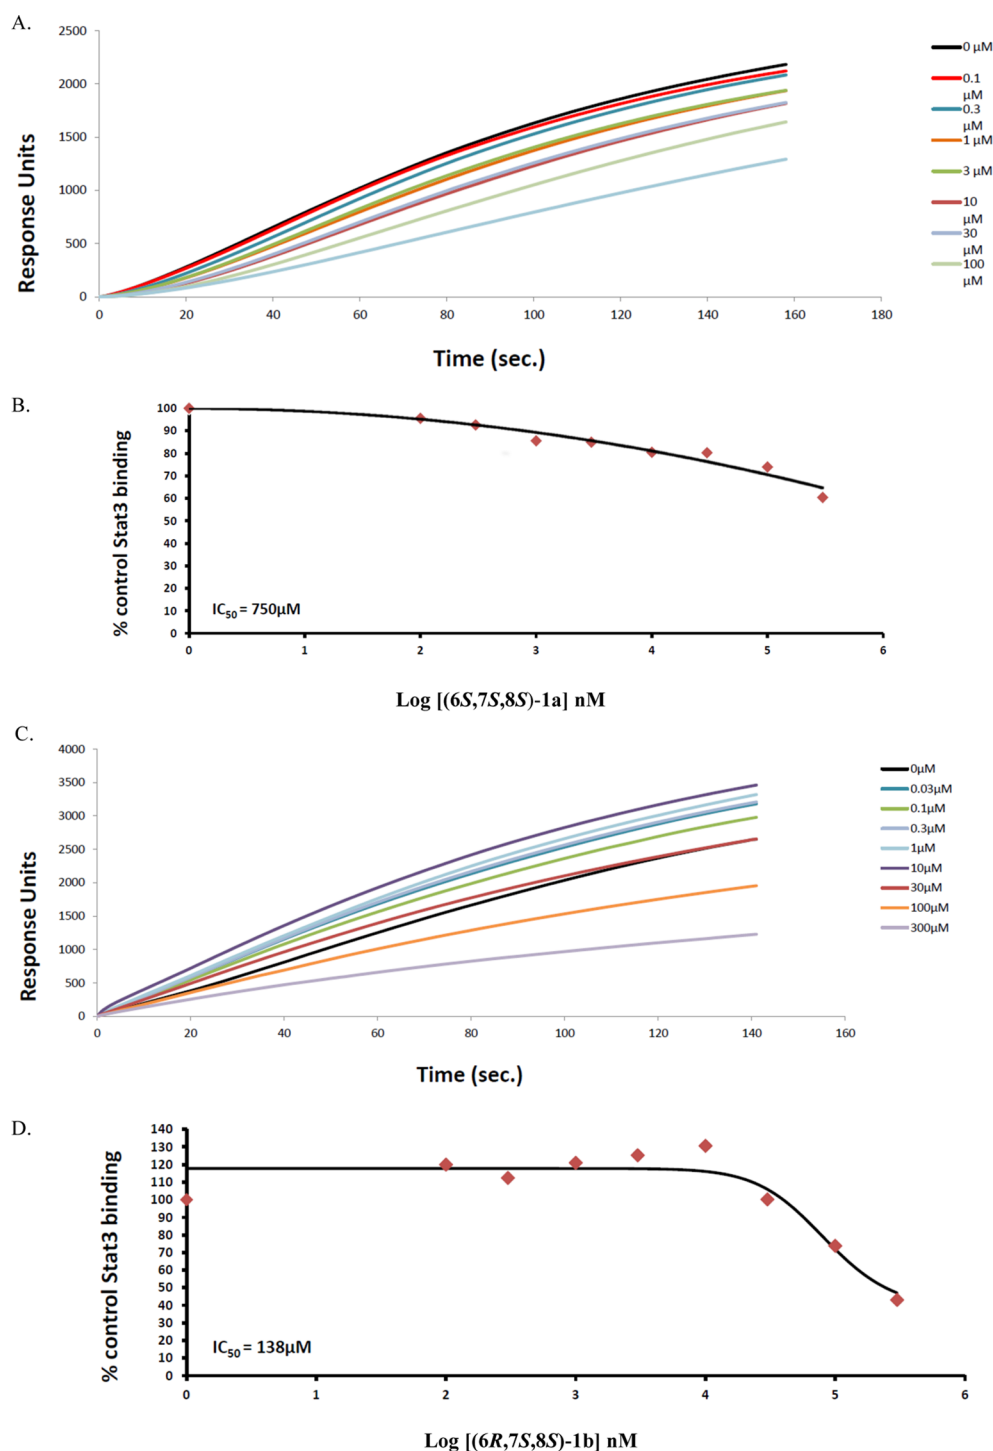 A.
2500
2000
1500
1000
500
0
0 20 40 60 80 100 120 140 160 180
Response Units
Time (sec.)
0 µM
0.1
µM
0.3
µM
1 µM
3 µM
10
µM
30
µM
100
µM
B.
100
90
80
70
60
50
40
30
20
10
0
0 1 2 3 4 5 6
% control Stat3 binding
IC50 = 750µM
Log [(6S,7S,8S)-1a] nM
C.
4000
3500
3000
2500
2000
1500
1000
500
0
0 20 40 60 80 100 120 140 160
Response Units
Time (sec.)
0µM
0.03µM
0.1µM
0.3µM
1µM
10µM
30µM
100µM
300µM
D.
140
130
120
110
100
90
80
70
60
50
40
30
20
10
0
0 1 2 3 4 5 6
% control Stat3 binding
IC50 = 138µM
Log [(6R,7S,8S)-1b] nM